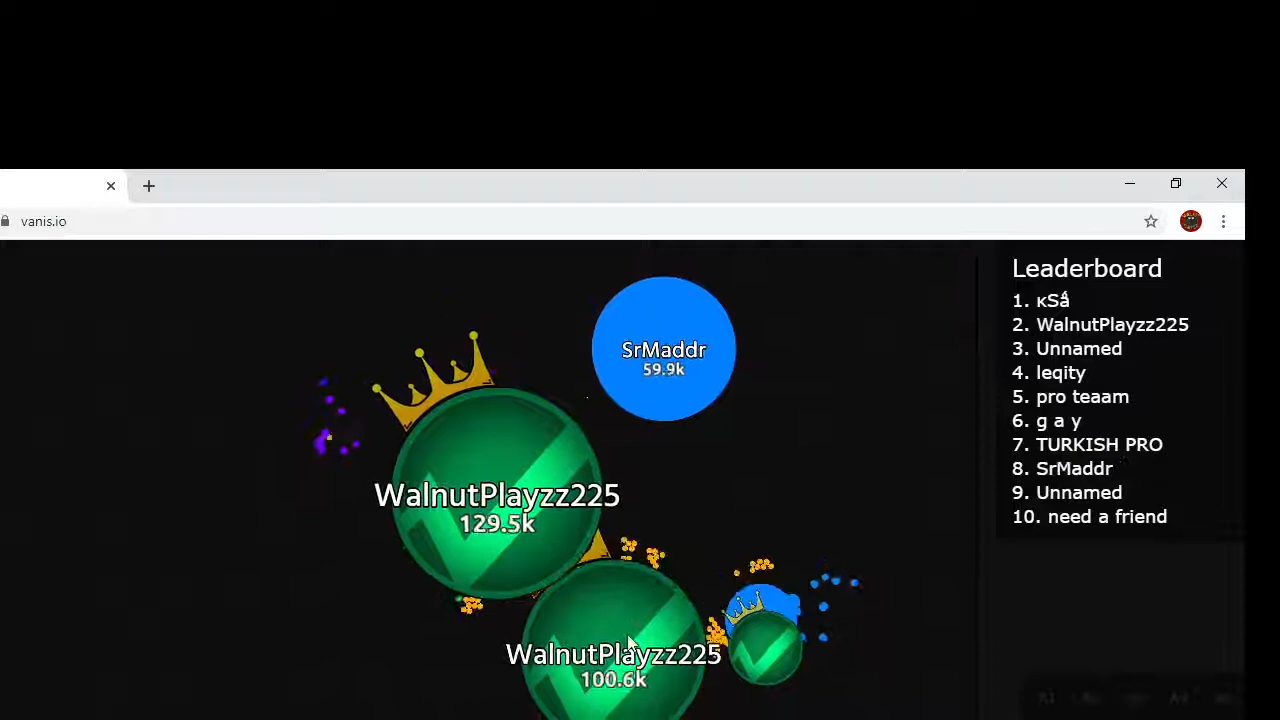 vanis.io
Leaderboard
1. κSå
2. WalnutPlayzz225
3. Unnamed
4. leqity
5. pro teaam
6. g a y
7. TURKISH PRO
8. SrMaddr
9. Unnamed
10. need a friend
SrMaddr
59.9k
WalnutPlayzz225
129.5k
WalnutPlayzz225
100.6k